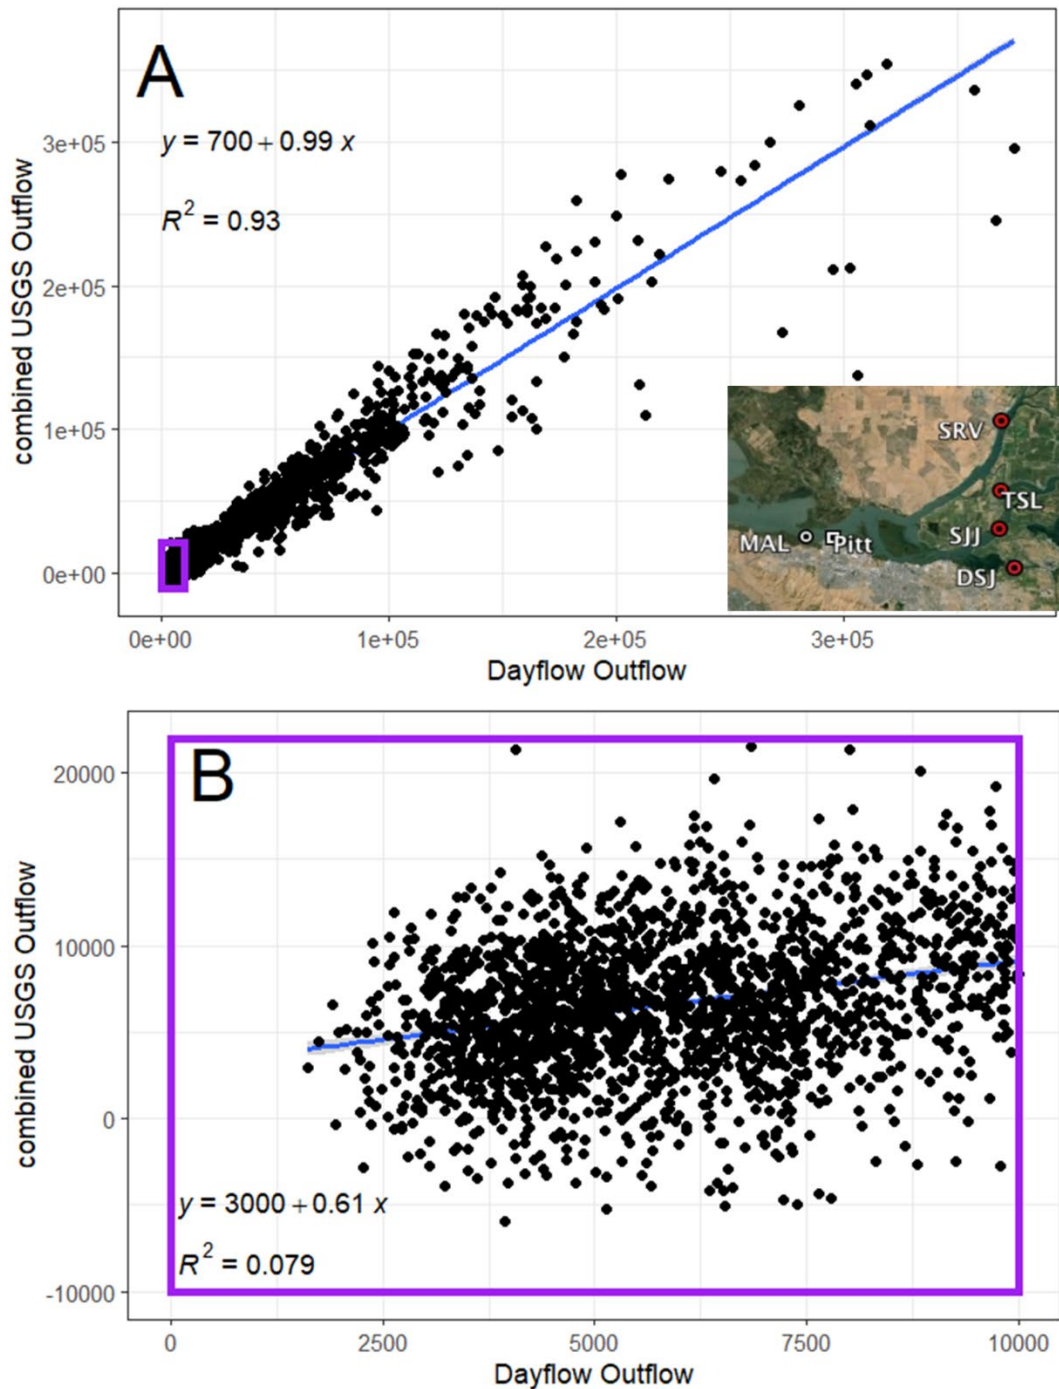 A
y = 700 + 0.99 x
R² = 0.93
combined USGS Outflow
3e+05
2e+05
1e+05
0e+00
SRV
TSL
SJJ
MAL
Pitt
DSJ
0e+00 1e+05 2e+05 3e+05
Dayflow Outflow
B
combined USGS Outflow
20000
10000
0
y = 3000 + 0.61 x
R² = 0.079
-10000
0 2500 5000 7500 10000
Dayflow Outflow